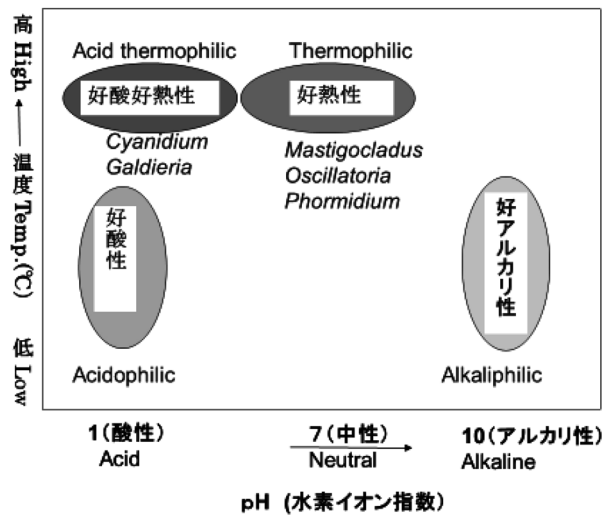 高 High ← 温度 Temp.(℃) 低 Low
Acid thermophilic
好酸好熱性
Cyanidium
Galdieria
Thermophilic
好熱性
Mastigocladus
Oscillatoria
Phormidium
好酸性
Acidophilic
好アルカリ性
Alkaliphilic
1(酸性)
Acid
7(中性)
Neutral
10(アルカリ性)
Alkaline
pH (水素イオン指数)